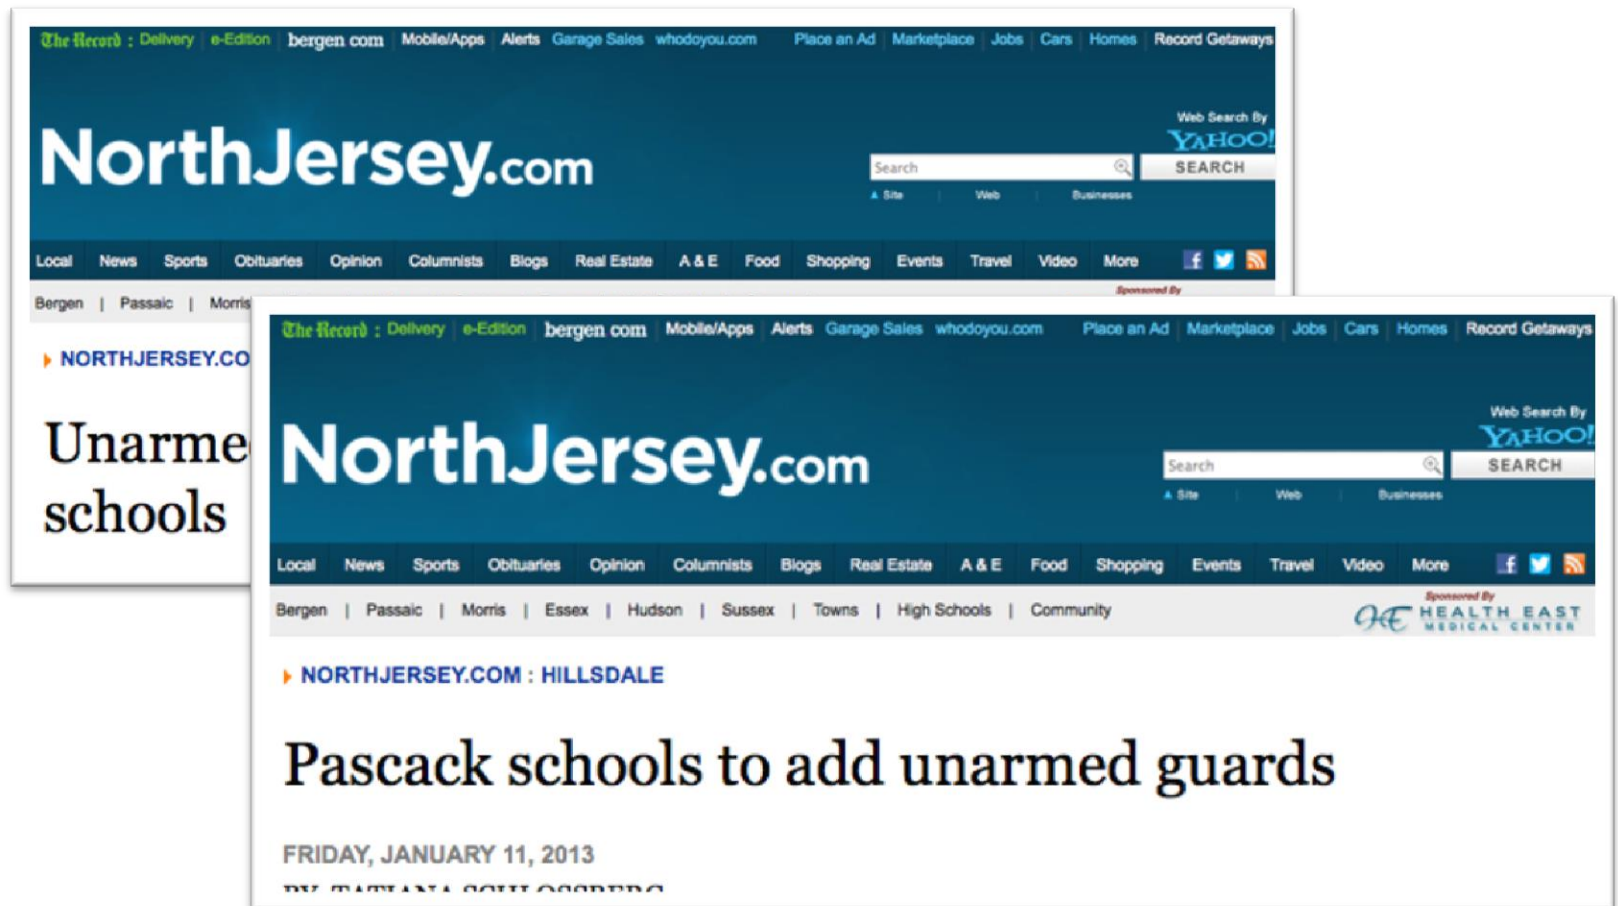 The Record : Delivery e-Edition bergen.com Mobile/Apps Alerts Garage Sales whodoyou.com Place an Ad Marketplace Jobs Cars Homes Record Getaways
Web Search By
YAHOO!
NorthJersey.com
Search SEARCH
Site Web Businesses
Local News Sports Obituaries Opinion Columnists Blogs Real Estate A & E Food Shopping Events Travel Video More
Sponsored By
Bergen | Passaic | Morris
NORTHJERSEY.CO
Unarme
schools
The Record : Delivery e-Edition bergen.com Mobile/Apps Alerts Garage Sales whodoyou.com Place an Ad Marketplace Jobs Cars Homes Record Getaways
Web Search By
YAHOO!
NorthJersey.com
Search SEARCH
Site Web Businesses
Local News Sports Obituaries Opinion Columnists Blogs Real Estate A & E Food Shopping Events Travel Video More
Sponsored By
Bergen | Passaic | Morris | Essex | Hudson | Sussex | Towns | High Schools | Community
HE HEALTH EAST
MEDICAL CENTER
NORTHJERSEY.COM : HILLSDALE
Pascack schools to add unarmed guards
FRIDAY, JANUARY 11, 2013
BY TATIANA SCHLOSSBERG